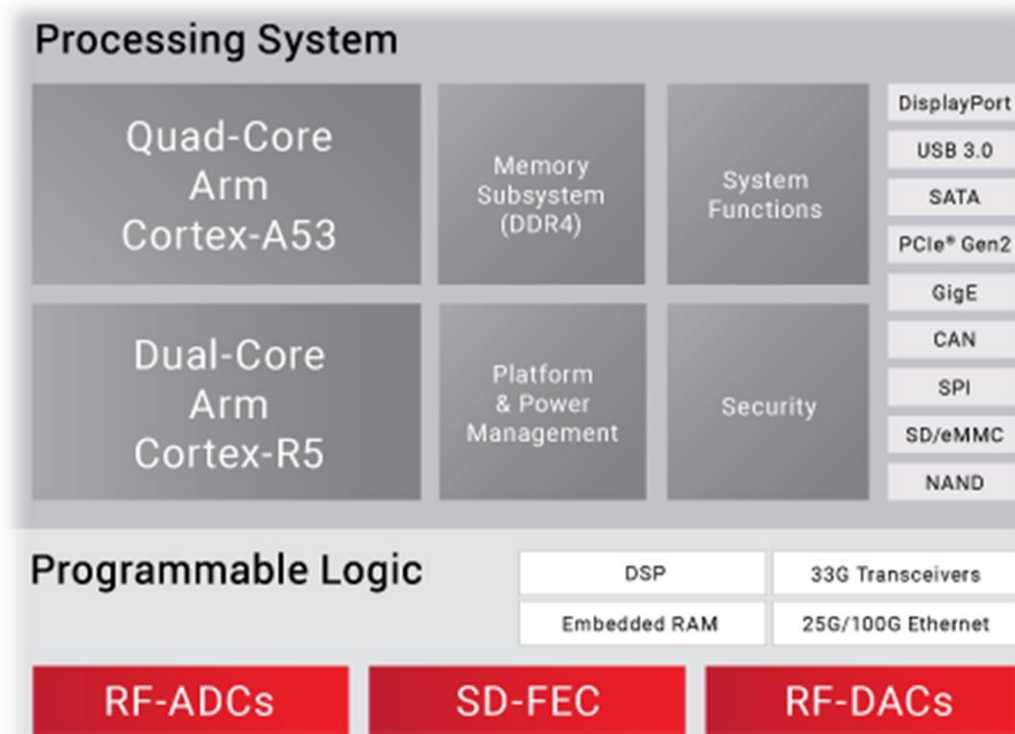 Processing System
Quad-Core
Arm
Cortex-A53
Memory
Subsystem
(DDR4)
System
Functions
DisplayPort
USB 3.0
SATA
PCIe® Gen2
GigE
CAN
SPI
SD/eMMC
NAND
Dual-Core
Arm
Cortex-R5
Platform
& Power
Management
Security
Programmable Logic
DSP
33G Transceivers
Embedded RAM
25G/100G Ethernet
RF-ADCs
SD-FEC
RF-DACs